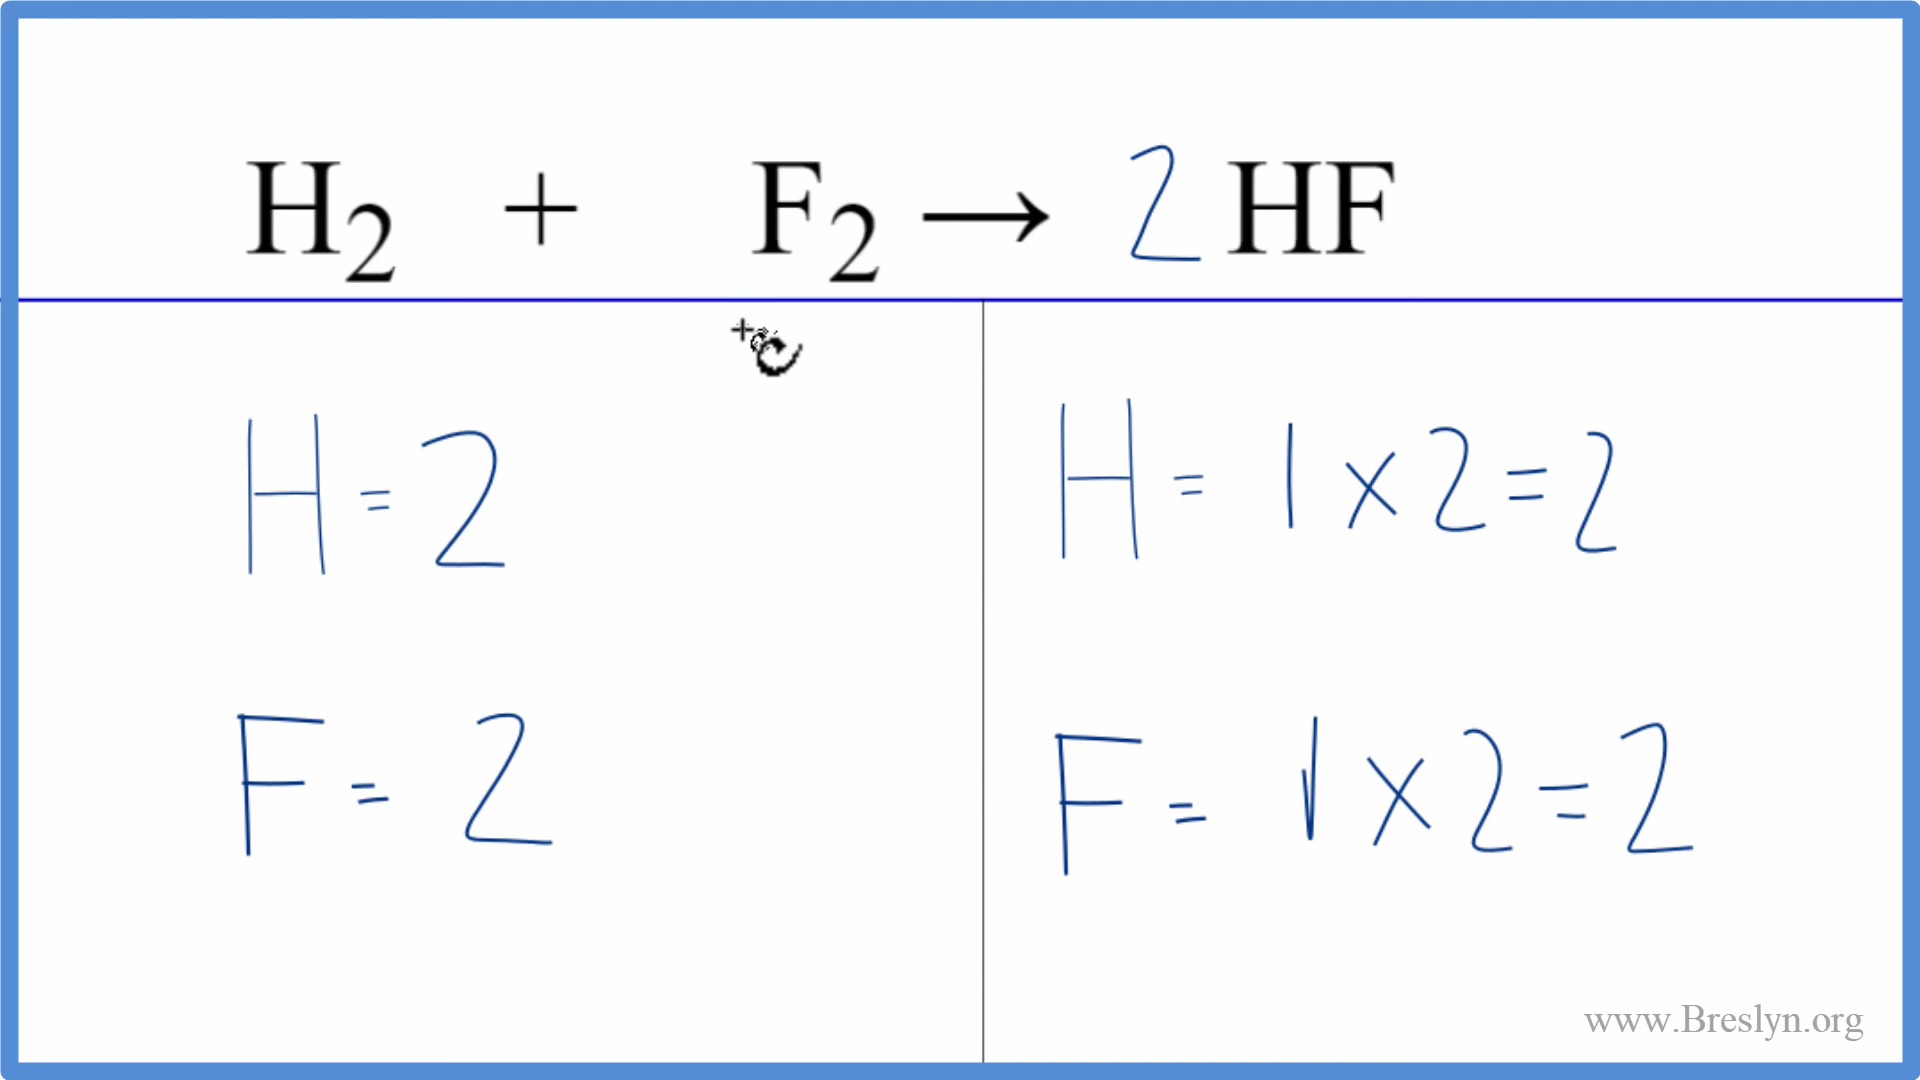 H₂ + F₂ → 2 HF
H = 2
H = 1 x 2 = 2
F = 2
F = 1 x 2 = 2
www.Breslyn.org